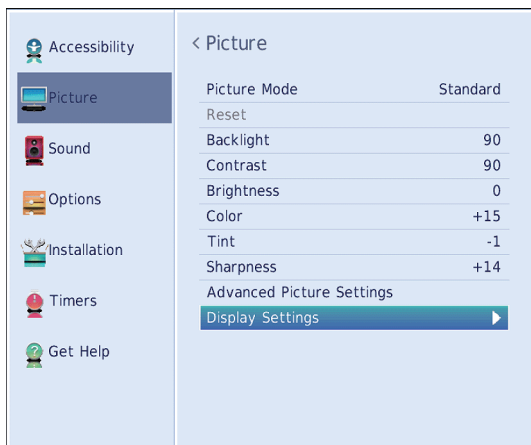 Accessibility
Picture
Sound
Options
Installation
Timers
Get Help
< Picture
Picture Mode Standard
Reset
Backlight 90
Contrast 90
Brightness 0
Color +15
Tint -1
Sharpness +14
Advanced Picture Settings
Display Settings